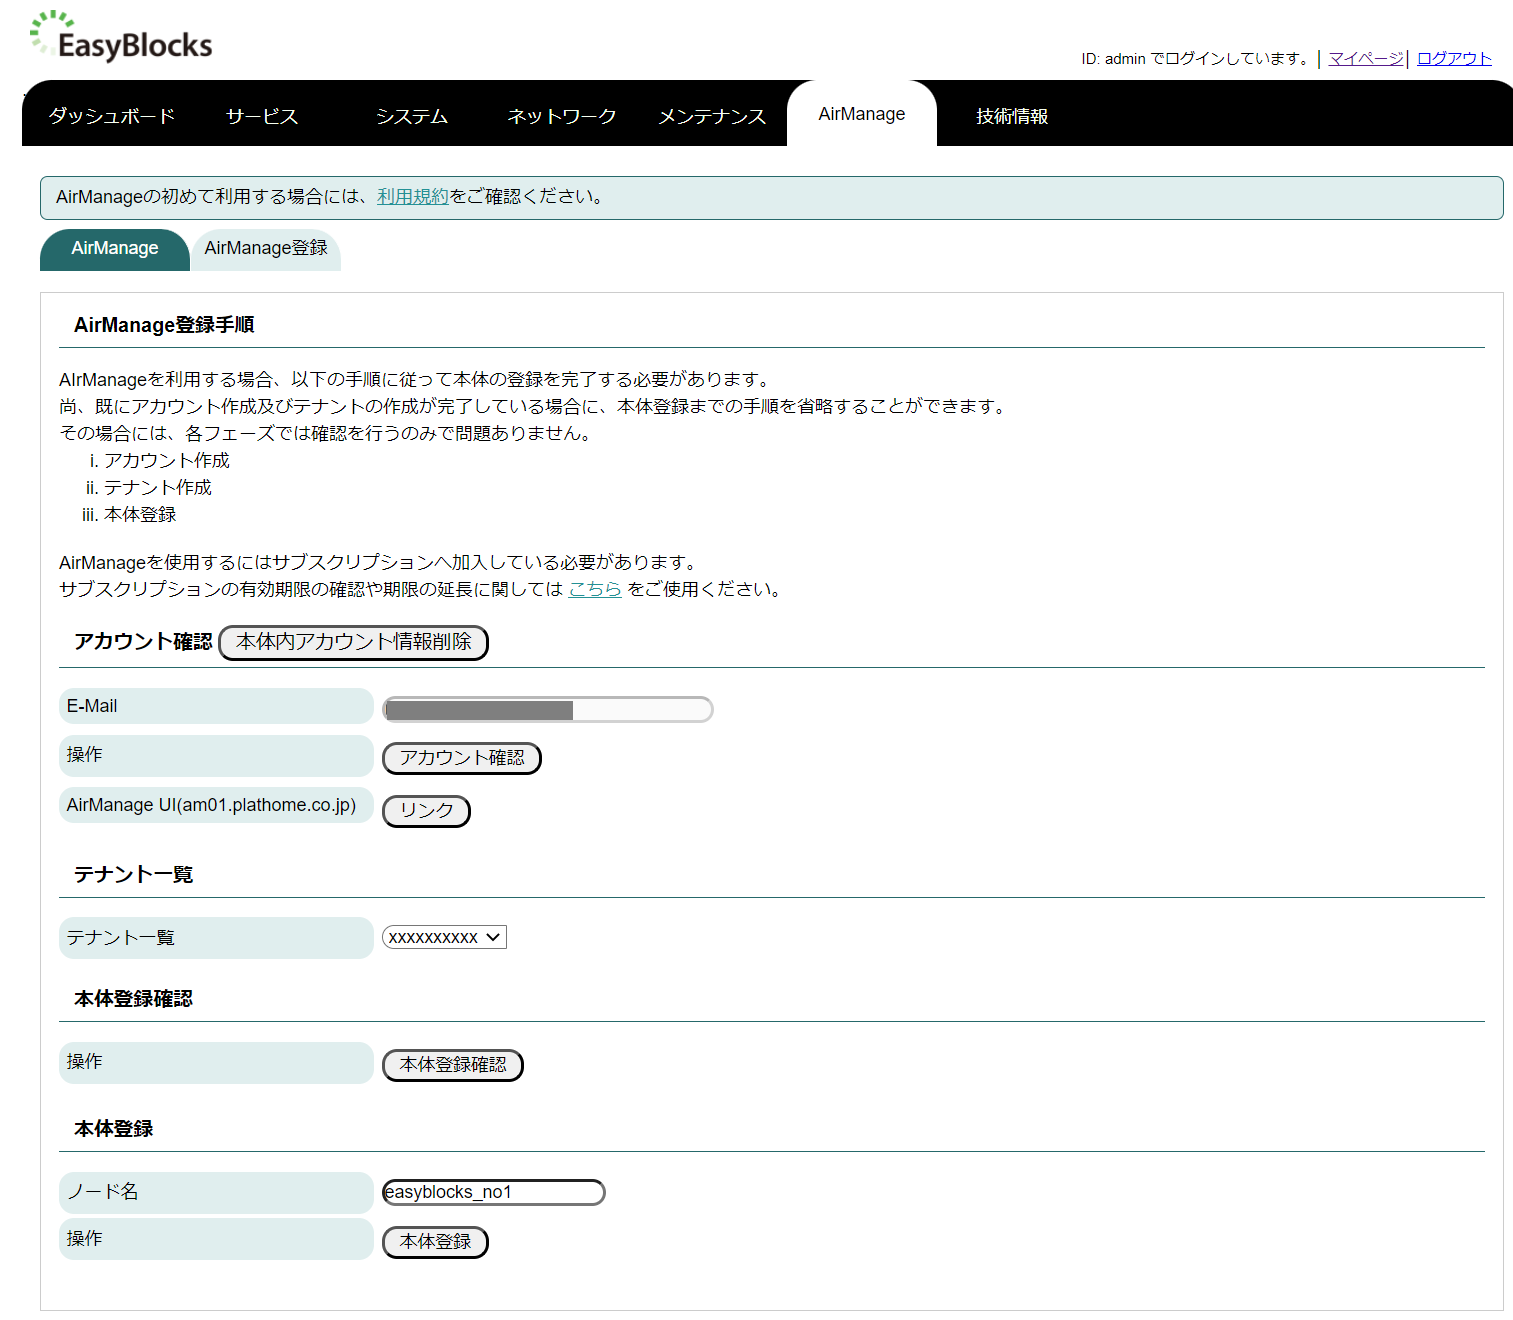 EasyBlocks
ID: admin でログインしています。 | マイページ | ログアウト
ダッシュボード サービス システム ネットワーク メンテナンス AirManage 技術情報
AirManageの初めて利用する場合には、利用規約をご確認ください。
AirManage AirManage登録
AirManage登録手順
AIrManageを利用する場合、以下の手順に従って本体の登録を完了する必要があります。
尚、既にアカウント作成及びテナントの作成が完了している場合に、本体登録までの手順を省略することができます。
その場合には、各フェーズでは確認を行うのみで問題ありません。
i. アカウント作成
ii. テナント作成
iii. 本体登録
AirManageを使用するにはサブスクリプションへ加入している必要があります。
サブスクリプションの有効期限の確認や期限の延長に関しては こちら をご使用ください。
アカウント確認 本体内アカウント情報削除
E-Mail
操作 アカウント確認
AirManage UI(am01.plathome.co.jp) リンク
テナント一覧
テナント一覧 xxxxxxxxxx
本体登録確認
操作 本体登録確認
本体登録
ノード名 easyblocks_no1
操作 本体登録